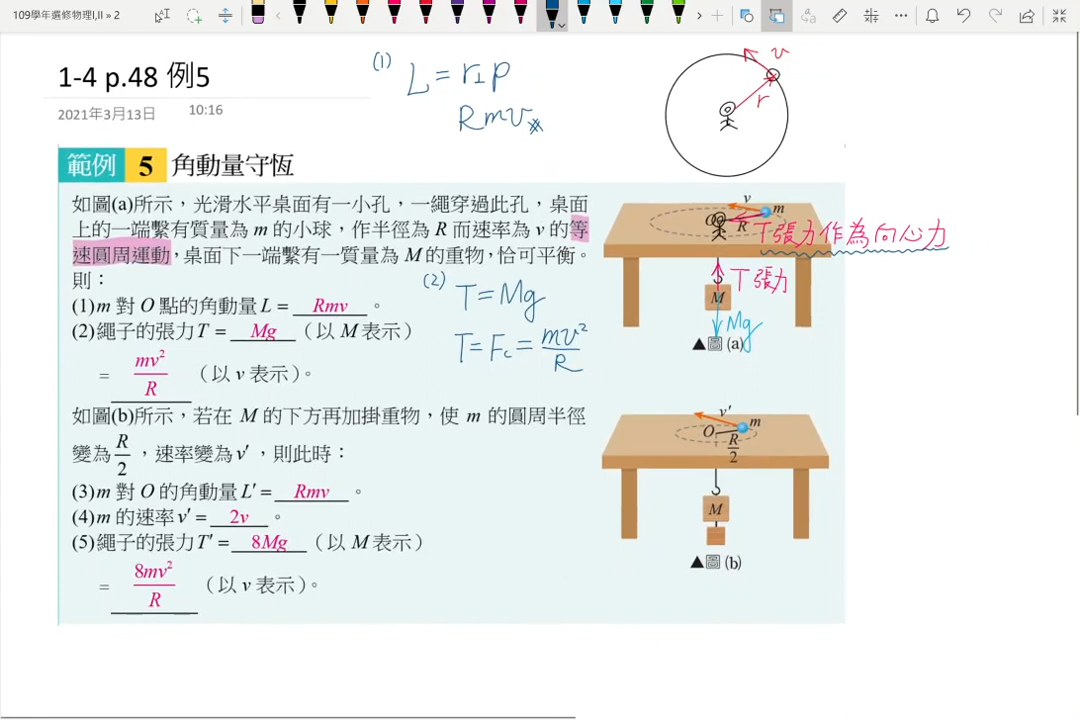 109學年選修物理I,II » 2
1-4 p.48 例5
2021年3月13日 10:16
(1) L = r⊥ p
Rmv
v
r
範例 5 角動量守恆
如圖(a)所示，光滑水平桌面有一小孔，一繩穿過此孔，桌面
上的一端繫有質量為 m 的小球，作半徑為 R 而速率為 v 的等
速圓周運動，桌面下一端繫有一質量為 M 的重物，恰可平衡。
則：
(1) m 對 O 點的角動量 L = Rmv 。
(2) 繩子的張力 T = Mg （以 M 表示）
= mv²/R （以 v 表示）。
(2) T = Mg
T = Fc = mv²/R
如圖(b)所示，若在 M 的下方再加掛重物，使 m 的圓周半徑
變為 R/2 ，速率變為 v′，則此時：
(3) m 對 O 的角動量 L′ = Rmv 。
(4) m 的速率 v′ = 2v 。
(5) 繩子的張力 T′ = 8Mg （以 M 表示）
= 8mv²/R （以 v 表示）。
v
m
O
R
T張力作為向心力
T張力
M
Mg
▲圖(a)
v′
m
O
R/2
M
▲圖(b)